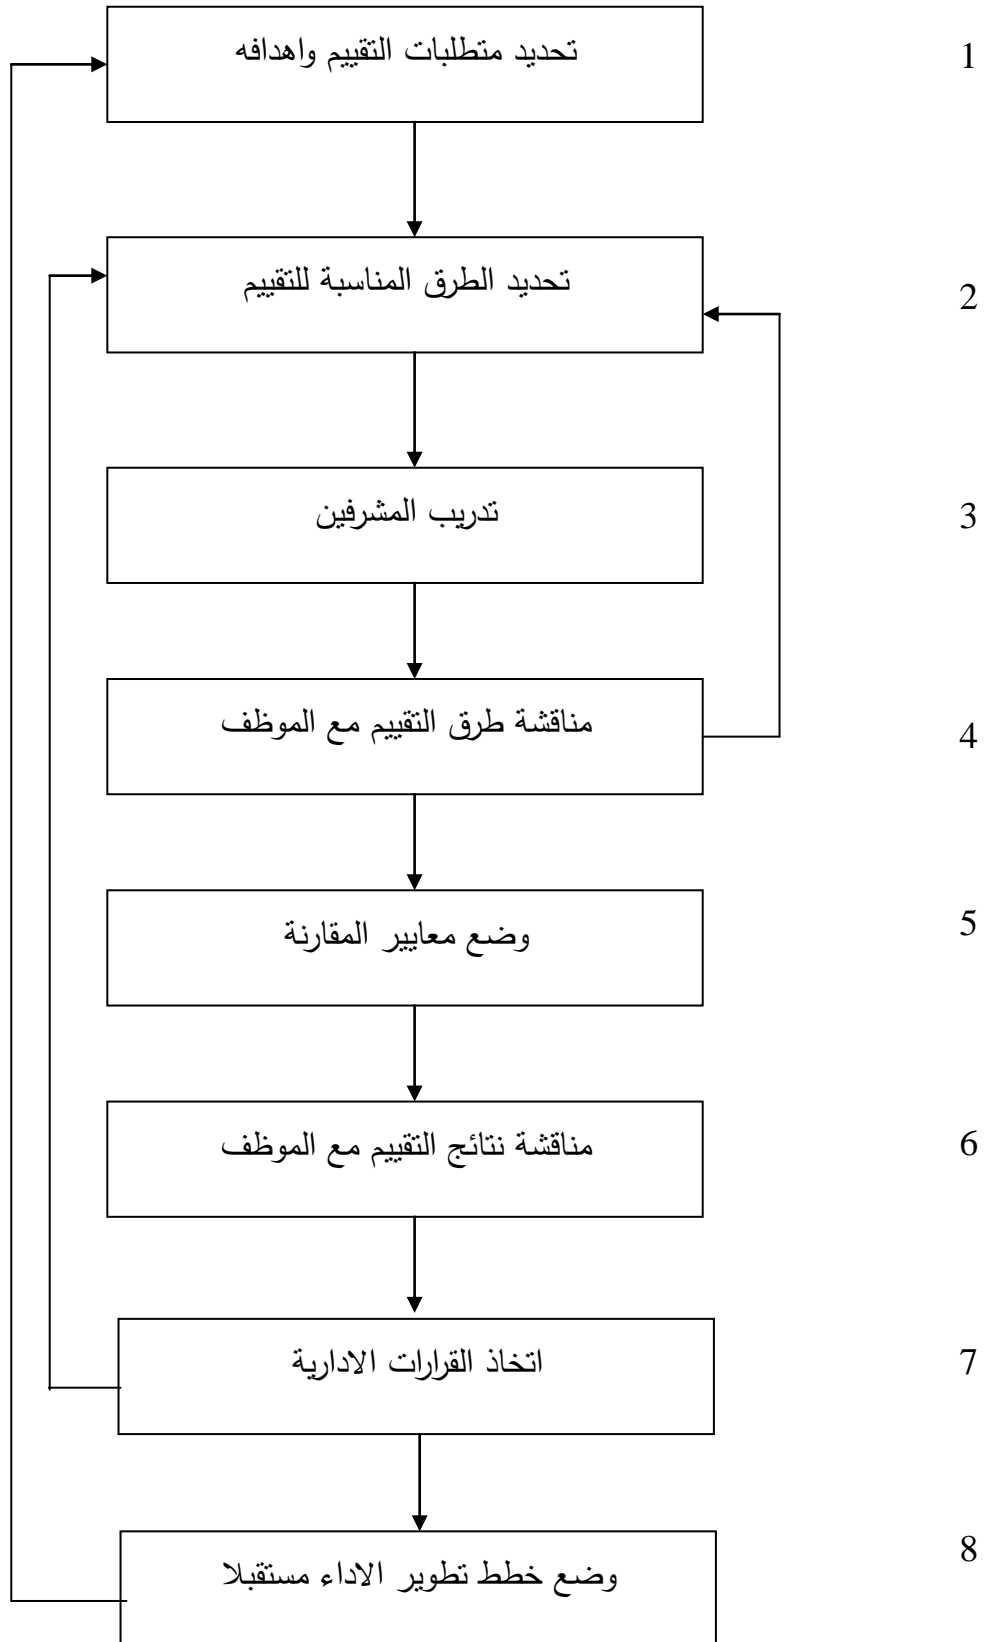 تحديد متطلبات التقييم واهدافه
1
تحديد الطرق المناسبة للتقييم
2
تدريب المشرفين
3
مناقشة طرق التقييم مع الموظف
4
وضع معايير المقارنة
5
مناقشة نتائج التقييم مع الموظف
6
اتخاذ القرارات الادارية
7
وضع خطط تطوير الاداء مستقبلا
8